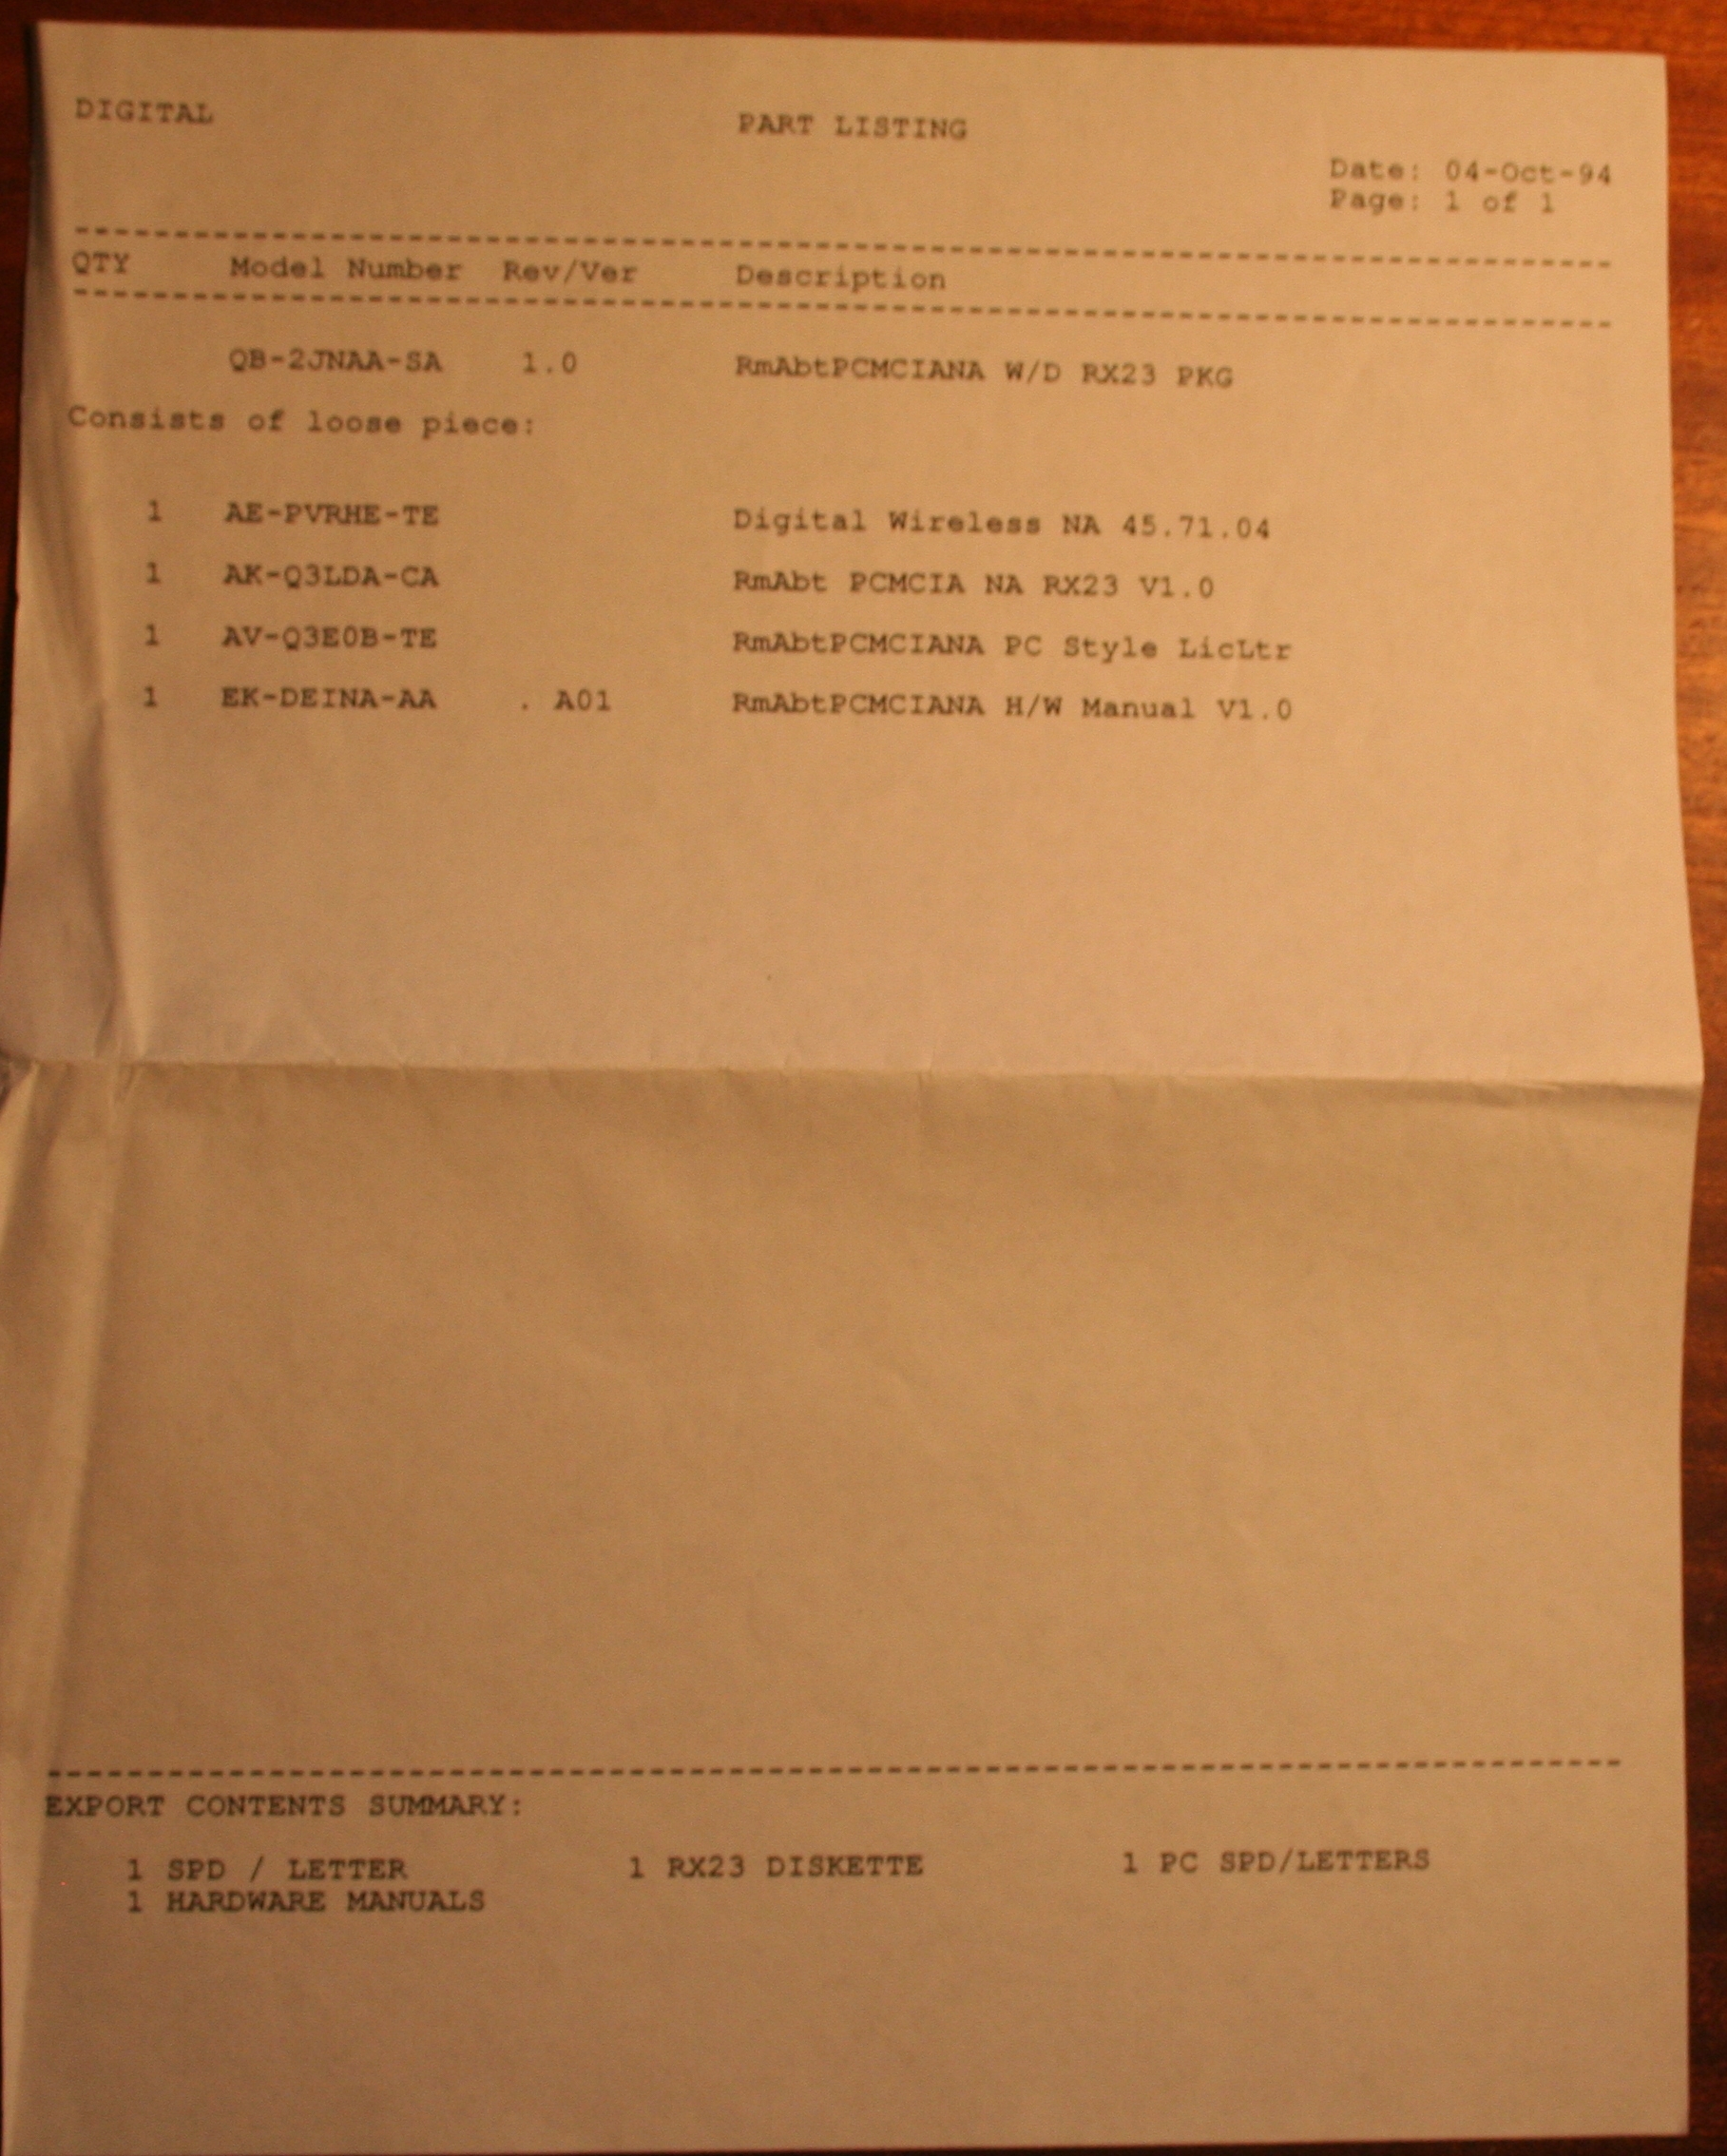 DIGITAL PART LISTING
Date: 04-Oct-94
Page: 1 of 1
QTY Model Number Rev/Ver Description
QB-2JNAA-SA 1.0 RmAbtPCMCIANA W/D RX23 PKG
Consists of loose piece:
1 AE-PVRHE-TE Digital Wireless NA 45.71.04
1 AK-Q3LDA-CA RmAbt PCMCIA NA RX23 V1.0
1 AV-Q3E0B-TE RmAbtPCMCIANA PC Style LicLtr
1 EK-DEINA-AA . A01 RmAbtPCMCIANA H/W Manual V1.0
EXPORT CONTENTS SUMMARY:
1 SPD / LETTER 1 RX23 DISKETTE 1 PC SPD/LETTERS
1 HARDWARE MANUALS